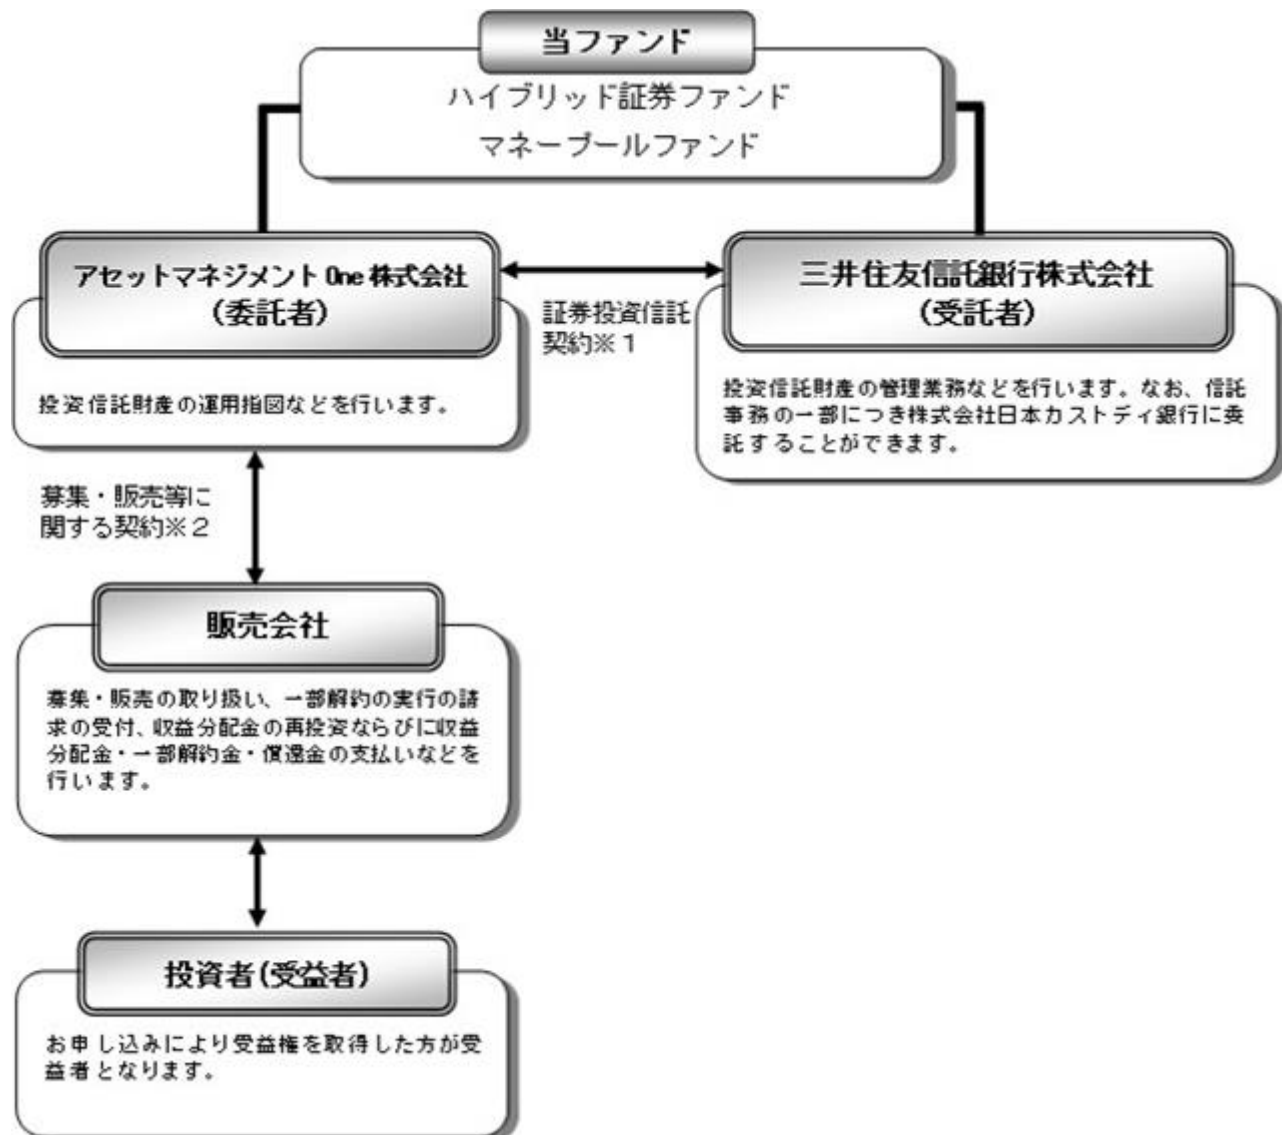 当ファンド
ハイブリッド証券ファンド
マネープールファンド
アセットマネジメントOne株式会社
(委託者)
証券投資信託
契約※1
三井住友信託銀行株式会社
(受託者)
投資信託財産の運用指図などを行います。
投資信託財産の管理業務などを行います。なお、信託
事務の一部につき株式会社日本カストディ銀行に委
託することができます。
募集・販売等に
関する契約※2
販売会社
募集・販売の取り扱い、一部解約の実行の請
求の受付、収益分配金の再投資ならびに収益
分配金・一部解約金・償還金の支払いなどを
行います。
投資者(受益者)
お申し込みにより受益権を取得した方が受
益者となります。